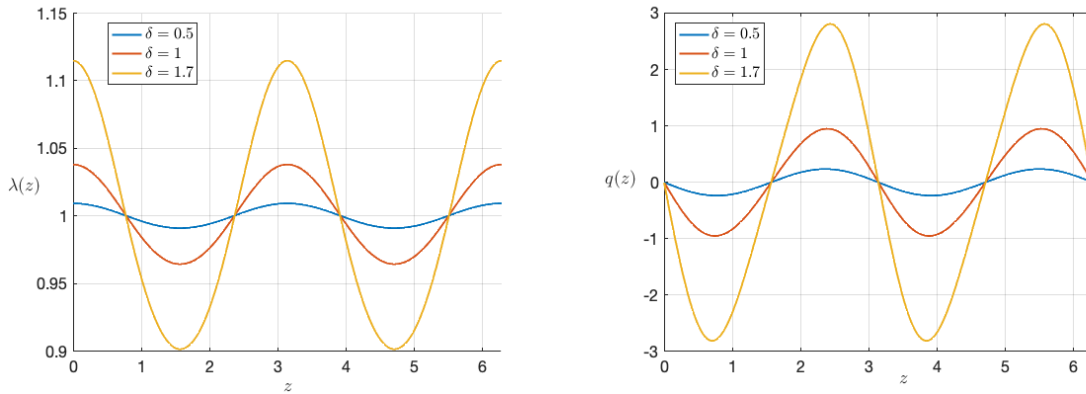 1.15
1.1
1.05
1
0.95
0.9
λ(z)
δ = 0.5
δ = 1
δ = 1.7
0 1 2 3 4 5 6
z
3
2
1
0
-1
-2
-3
q(z)
δ = 0.5
δ = 1
δ = 1.7
0 1 2 3 4 5 6
z